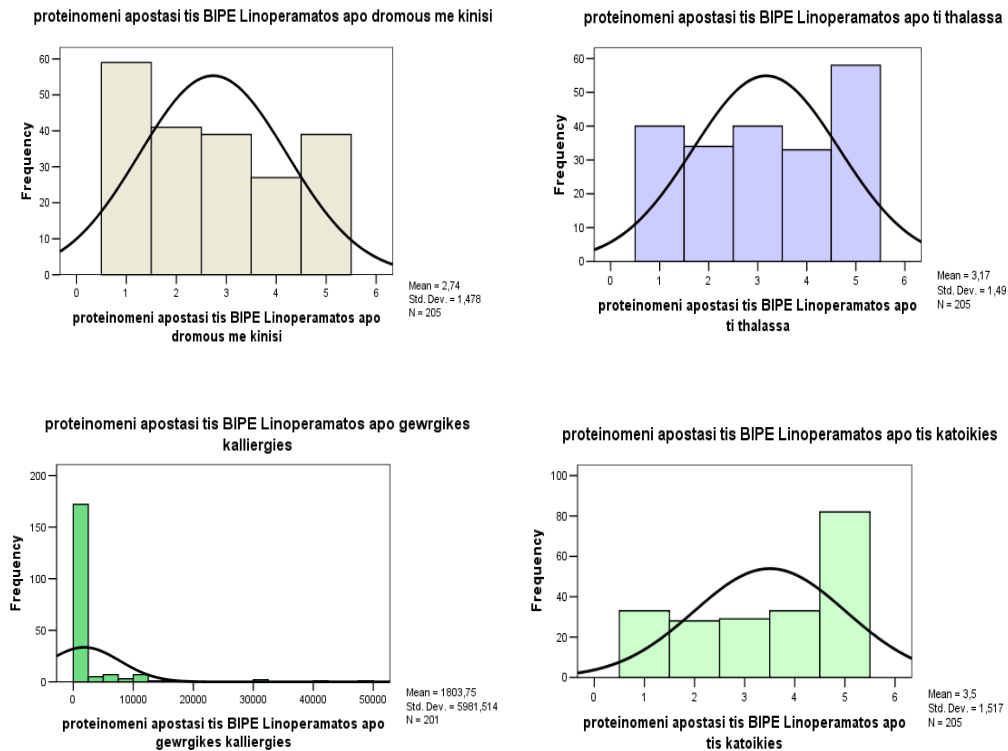 proteinomeni apostasi tis BIPE Linoperamatos apo dromous me kinisi
60
50
40
30
20
10
0
Frequency
0 1 2 3 4 5 6
proteinomeni apostasi tis BIPE Linoperamatos apo
dromous me kinisi
Mean = 2,74
Std. Dev. = 1,478
N = 205
proteinomeni apostasi tis BIPE Linoperamatos apo ti thalassa
60
50
40
30
20
10
0
Frequency
0 1 2 3 4 5 6
proteinomeni apostasi tis BIPE Linoperamatos apo
ti thalassa
Mean = 3,17
Std. Dev. = 1,49
N = 205
proteinomeni apostasi tis BIPE Linoperamatos apo gewrgikes
kalliergies
200
150
100
50
0
Frequency
0 10000 20000 30000 40000 50000
proteinomeni apostasi tis BIPE Linoperamatos apo
gewrgikes kalliergies
Mean = 1803,75
Std. Dev. = 5981,514
N = 201
proteinomeni apostasi tis BIPE Linoperamatos apo tis katoikies
100
80
60
40
20
0
Frequency
0 1 2 3 4 5 6
proteinomeni apostasi tis BIPE Linoperamatos apo
tis katoikies
Mean = 3,5
Std. Dev. = 1,517
N = 205